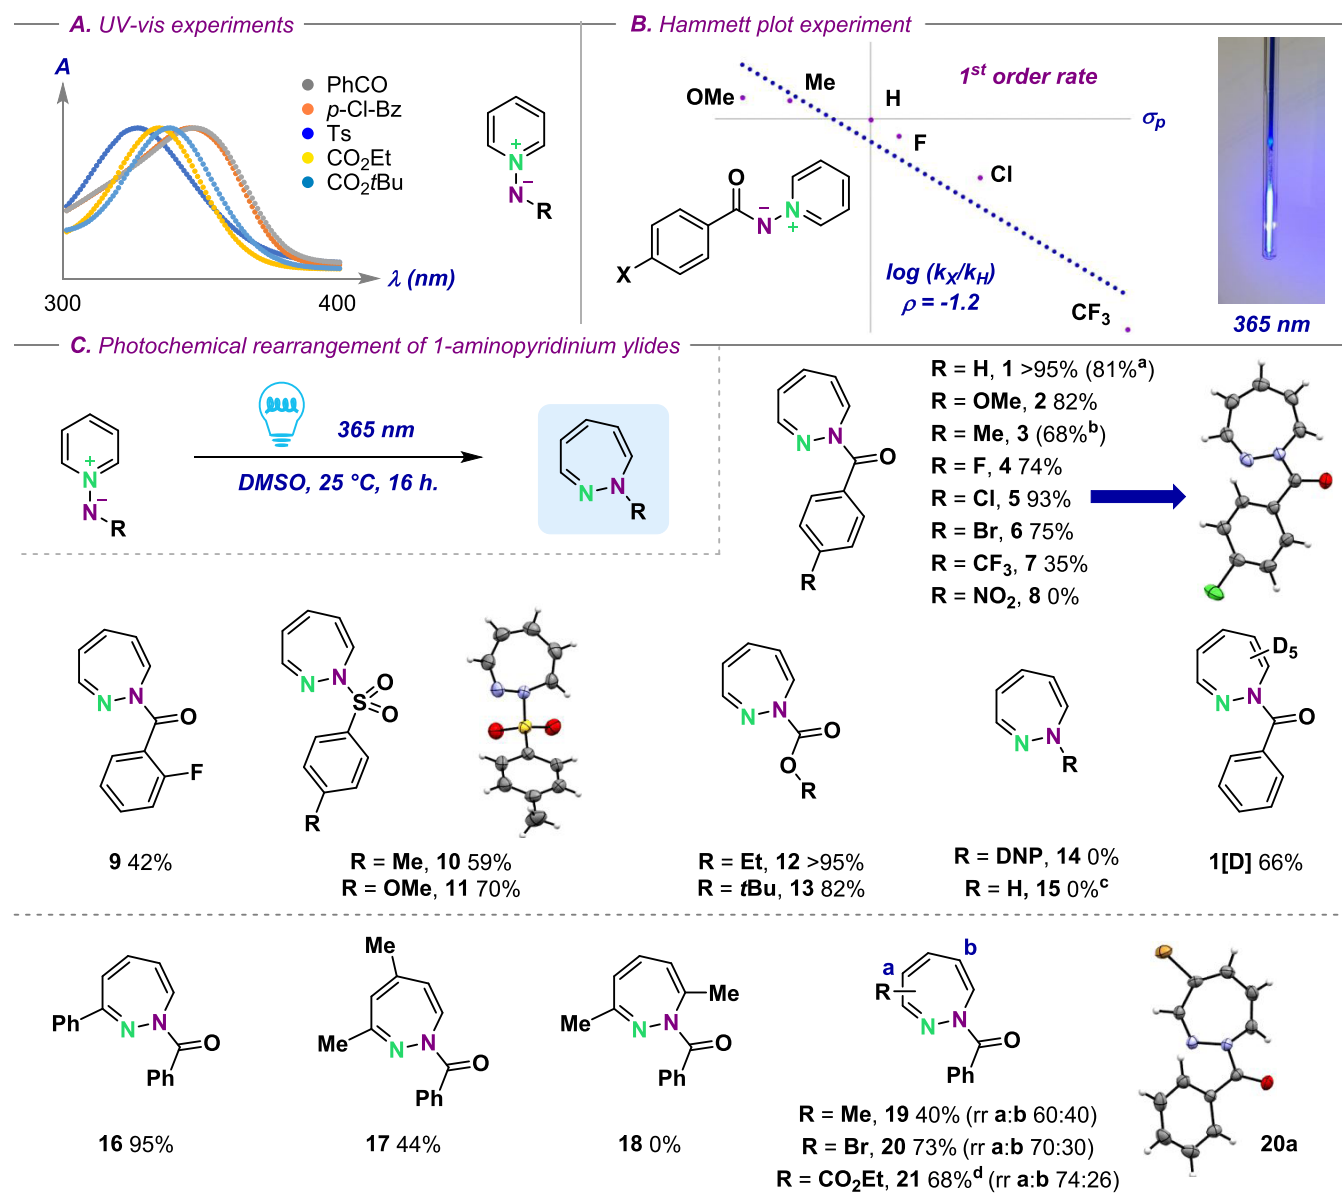 A. UV-vis experiments
A
PhCO
p-Cl-Bz
Ts
CO2Et
CO2tBu
300
400
λ (nm)
N
+
N
−
R
B. Hammett plot experiment
1st order rate
OMe
Me
H
σp
F
Cl
CF3
O
−
N
N
+
X
log (kX/kH)
ρ = -1.2
365 nm
C. Photochemical rearrangement of 1-aminopyridinium ylides
+
N
N
−
R
365 nm
DMSO, 25 °C, 16 h.
N
N
R
N
N
O
R
R = H, 1 >95% (81%a)
R = OMe, 2 82%
R = Me, 3 (68%b)
R = F, 4 74%
R = Cl, 5 93%
R = Br, 6 75%
R = CF3, 7 35%
R = NO2, 8 0%
N
N
O
F
9 42%
N
N
S
O
O
R
R = Me, 10 59%
R = OMe, 11 70%
N
N
O
O
R
R = Et, 12 >95%
R = tBu, 13 82%
N
N
R
R = DNP, 14 0%
R = H, 15 0%c
D5
N
N
O
1[D] 66%
Ph
N
N
O
Ph
16 95%
Me
Me
N
N
O
Ph
17 44%
Me
Me
N
N
O
Ph
18 0%
a
b
R
N
N
O
Ph
R = Me, 19 40% (rr a:b 60:40)
R = Br, 20 73% (rr a:b 70:30)
R = CO2Et, 21 68%d (rr a:b 74:26)
20a